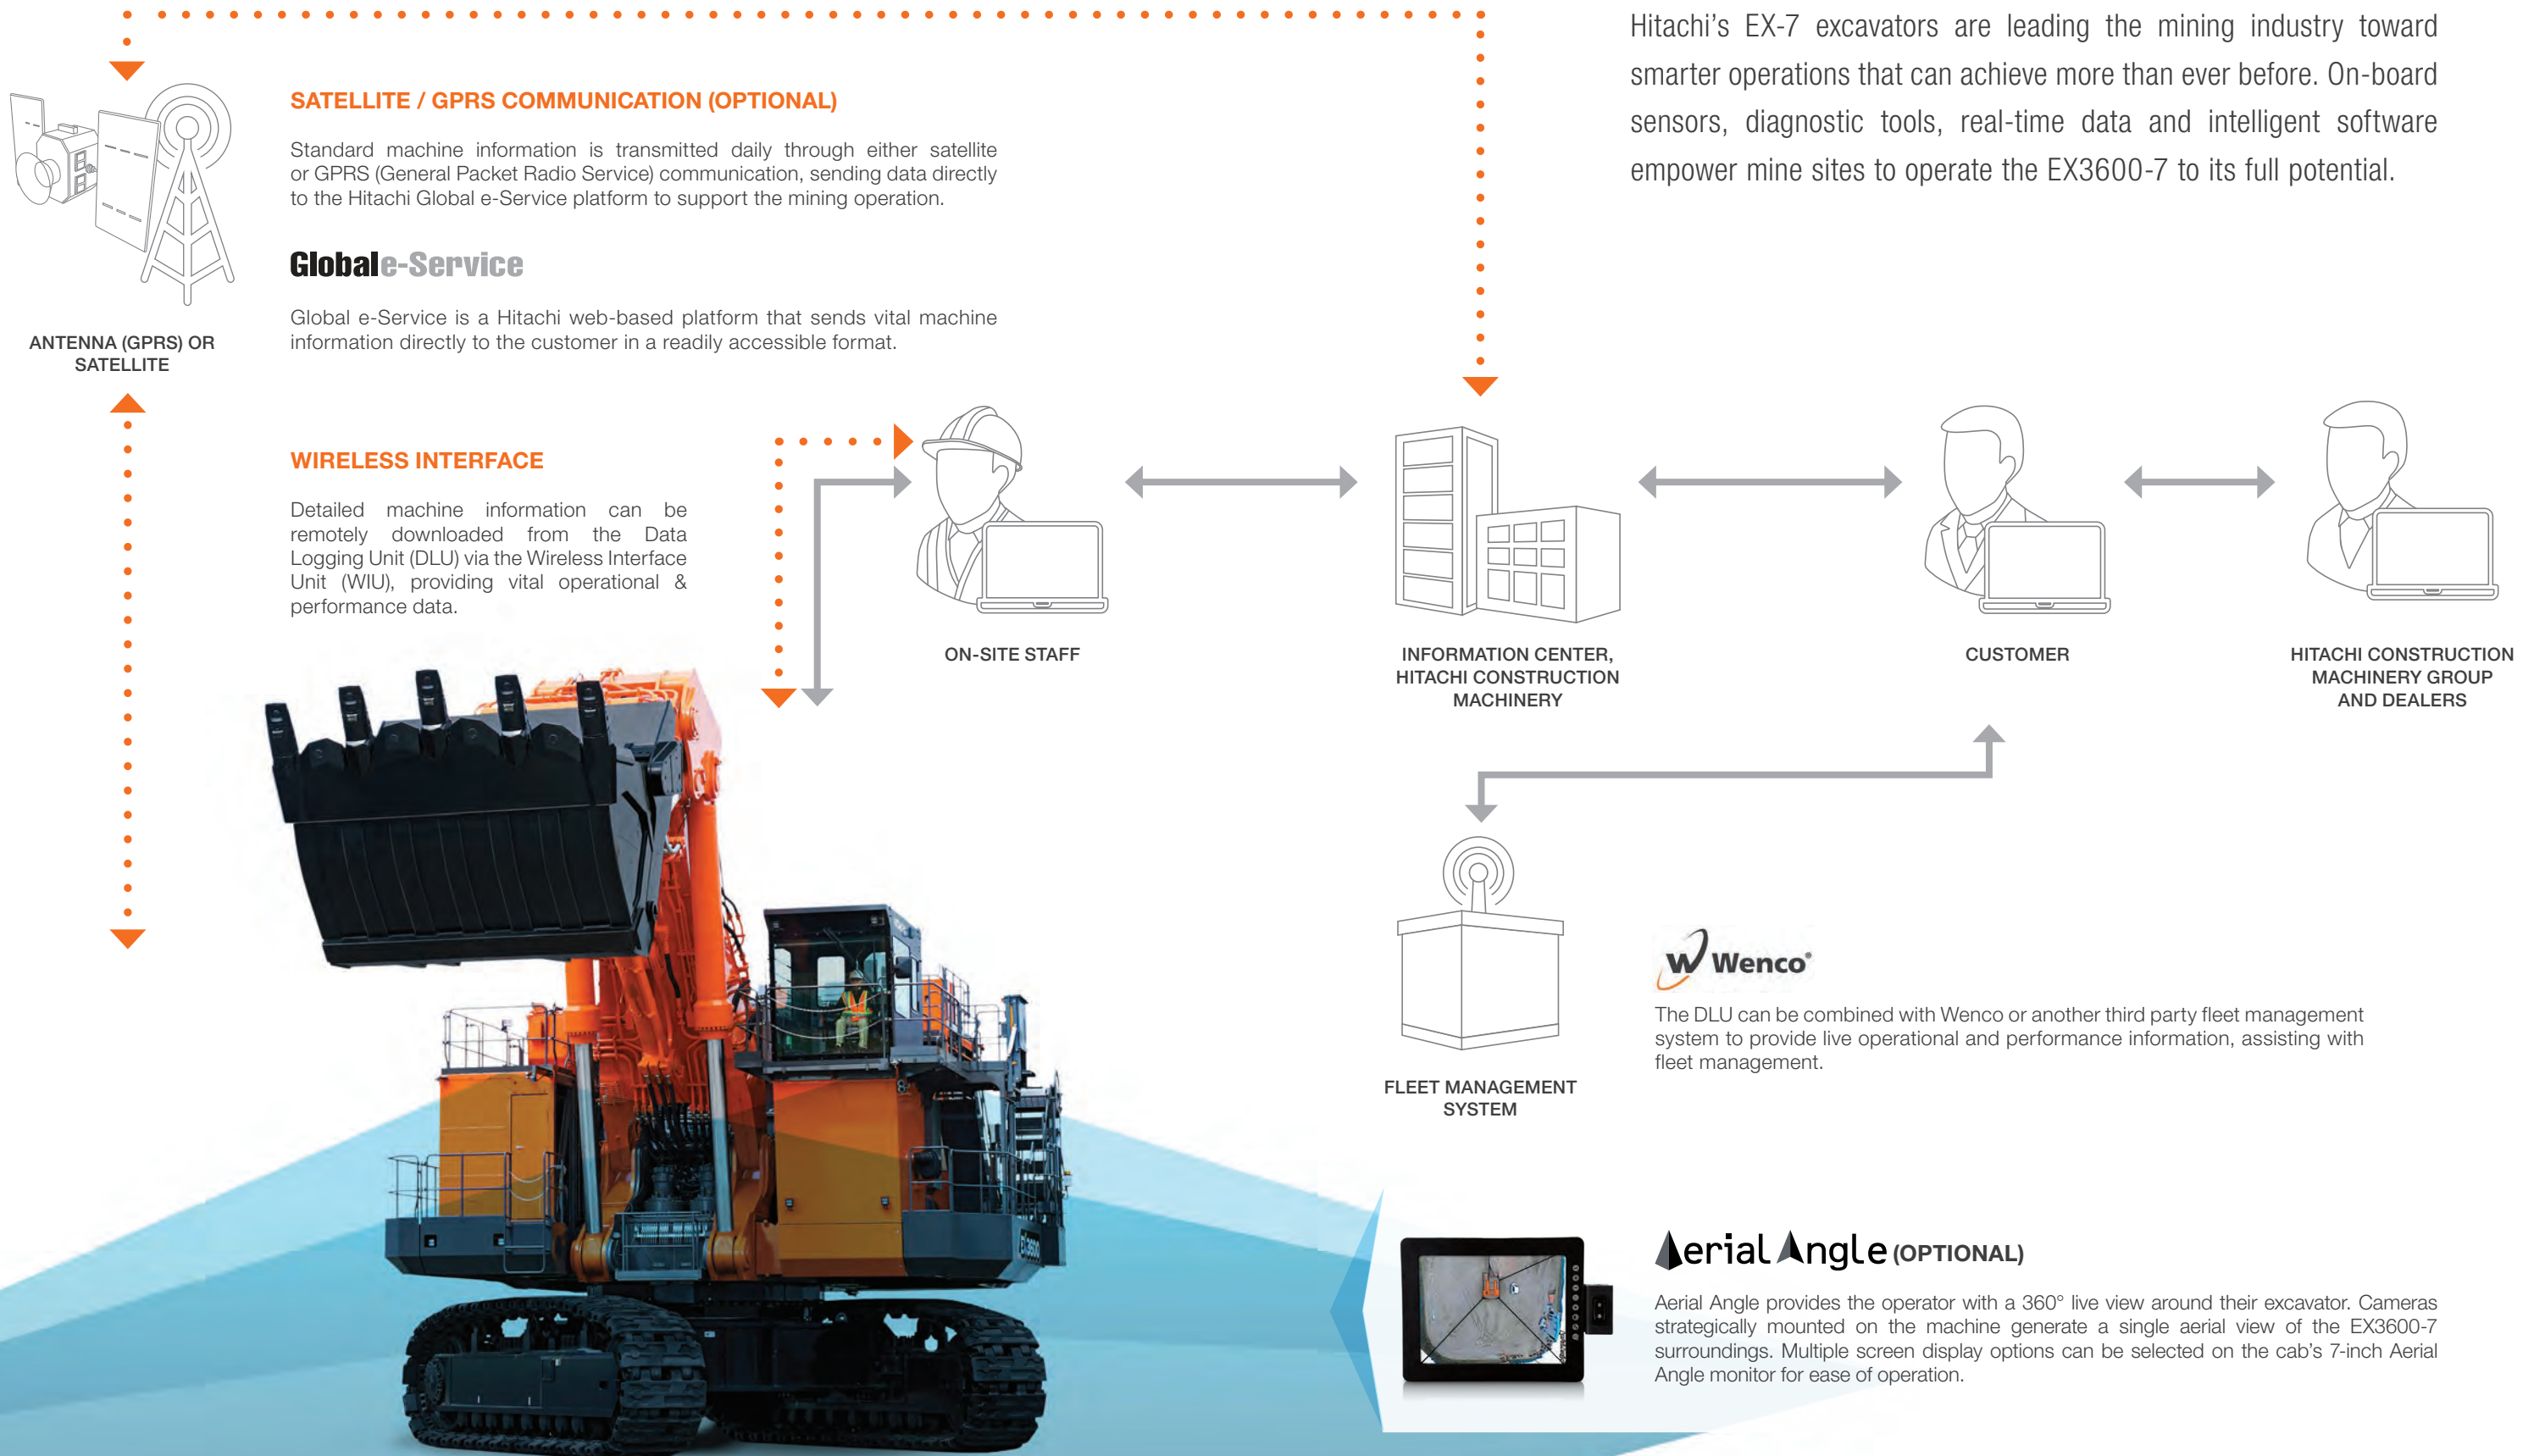 Hitachi’s EX-7 excavators are leading the mining industry toward
smarter operations that can achieve more than ever before. On-board
sensors, diagnostic tools, real-time data and intelligent software
empower mine sites to operate the EX3600-7 to its full potential.
SATELLITE / GPRS COMMUNICATION (OPTIONAL)
Standard machine information is transmitted daily through either satellite
or GPRS (General Packet Radio Service) communication, sending data directly
to the Hitachi Global e-Service platform to support the mining operation.
Global e-Service
Global e-Service is a Hitachi web-based platform that sends vital machine
information directly to the customer in a readily accessible format.
ANTENNA (GPRS) OR
SATELLITE
WIRELESS INTERFACE
Detailed machine information can be
remotely downloaded from the Data
Logging Unit (DLU) via the Wireless Interface
Unit (WIU), providing vital operational &
performance data.
ON-SITE STAFF
INFORMATION CENTER,
HITACHI CONSTRUCTION
MACHINERY
CUSTOMER
HITACHI CONSTRUCTION
MACHINERY GROUP
AND DEALERS
FLEET MANAGEMENT
SYSTEM
W Wenco®
The DLU can be combined with Wenco or another third party fleet management
system to provide live operational and performance information, assisting with
fleet management.
Aerial Angle (OPTIONAL)
Aerial Angle provides the operator with a 360° live view around their excavator. Cameras
strategically mounted on the machine generate a single aerial view of the EX3600-7
surroundings. Multiple screen display options can be selected on the cab’s 7-inch Aerial
Angle monitor for ease of operation.